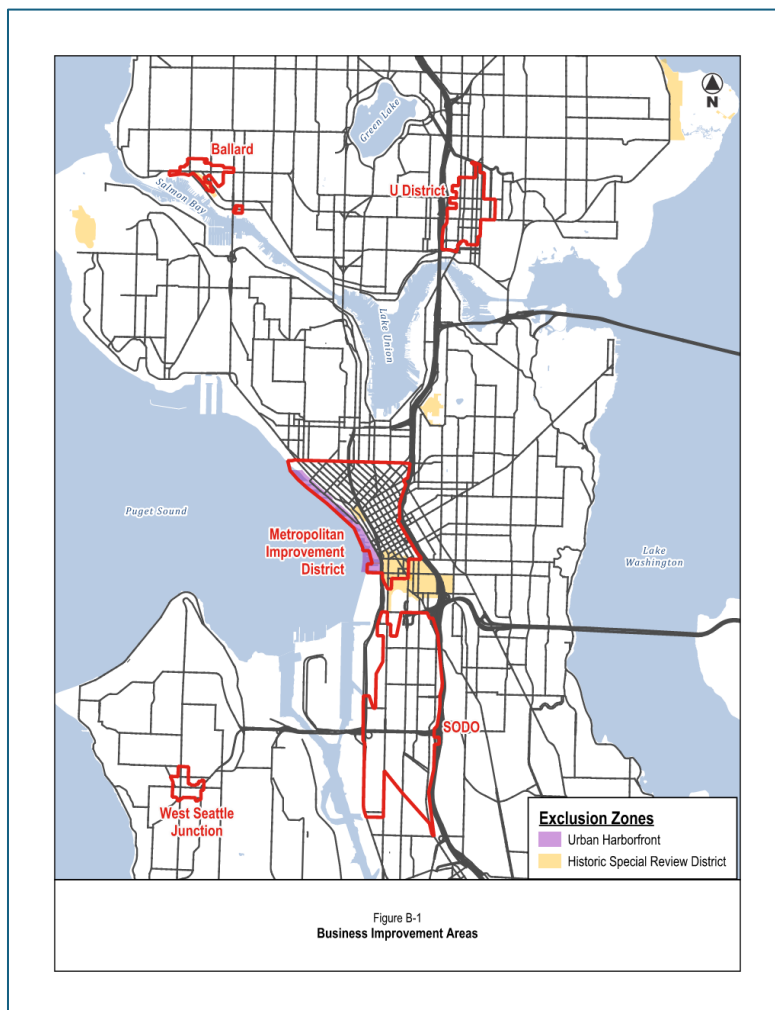 N
Green Lake
Ballard
U District
Salmon Bay
Lake Union
Puget Sound
Metropolitan
Improvement
District
Lake
Washington
SODO
West Seattle
Junction
Exclusion Zones
Urban Harborfront
Historic Special Review District
Figure B-1
Business Improvement Areas